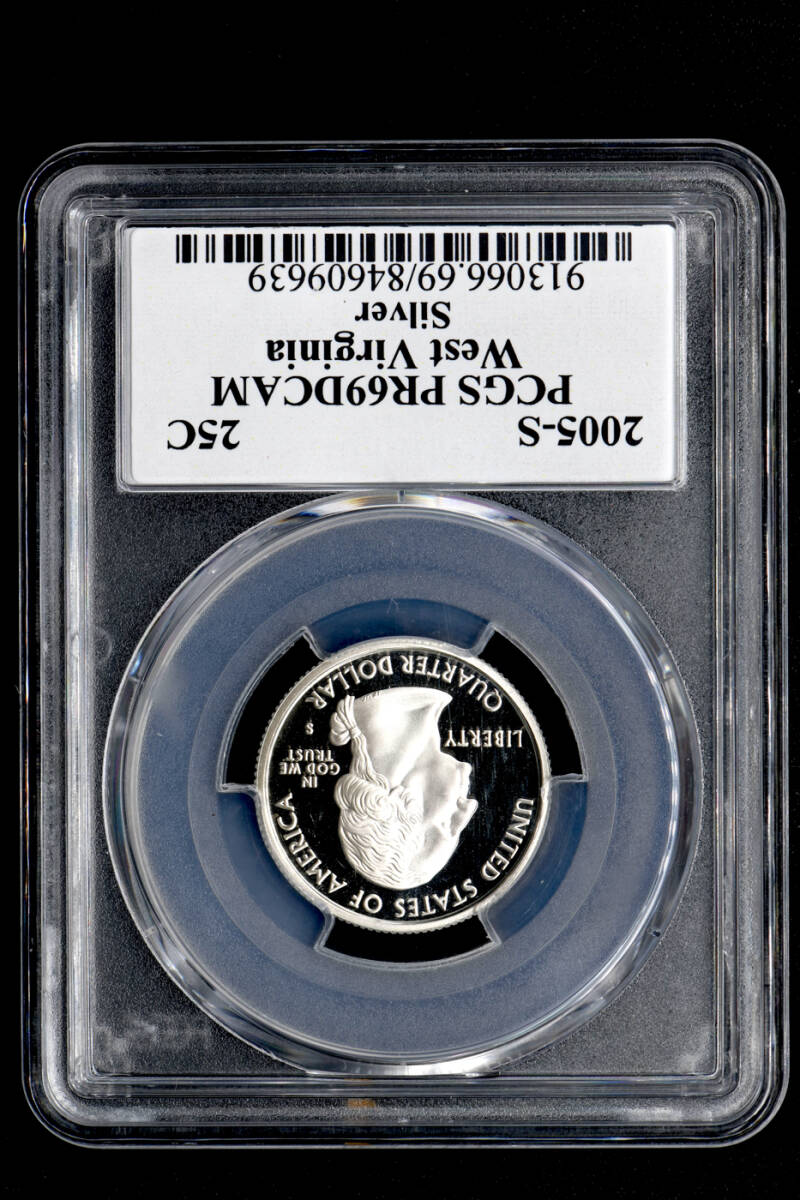 2005-S 25C
PCGS PR69DCAM
West Virginia
Silver
913066.69/84609639
UNITED STATES OF AMERICA
LIBERTY
IN
GOD WE
TRUST
S
QUARTER DOLLAR